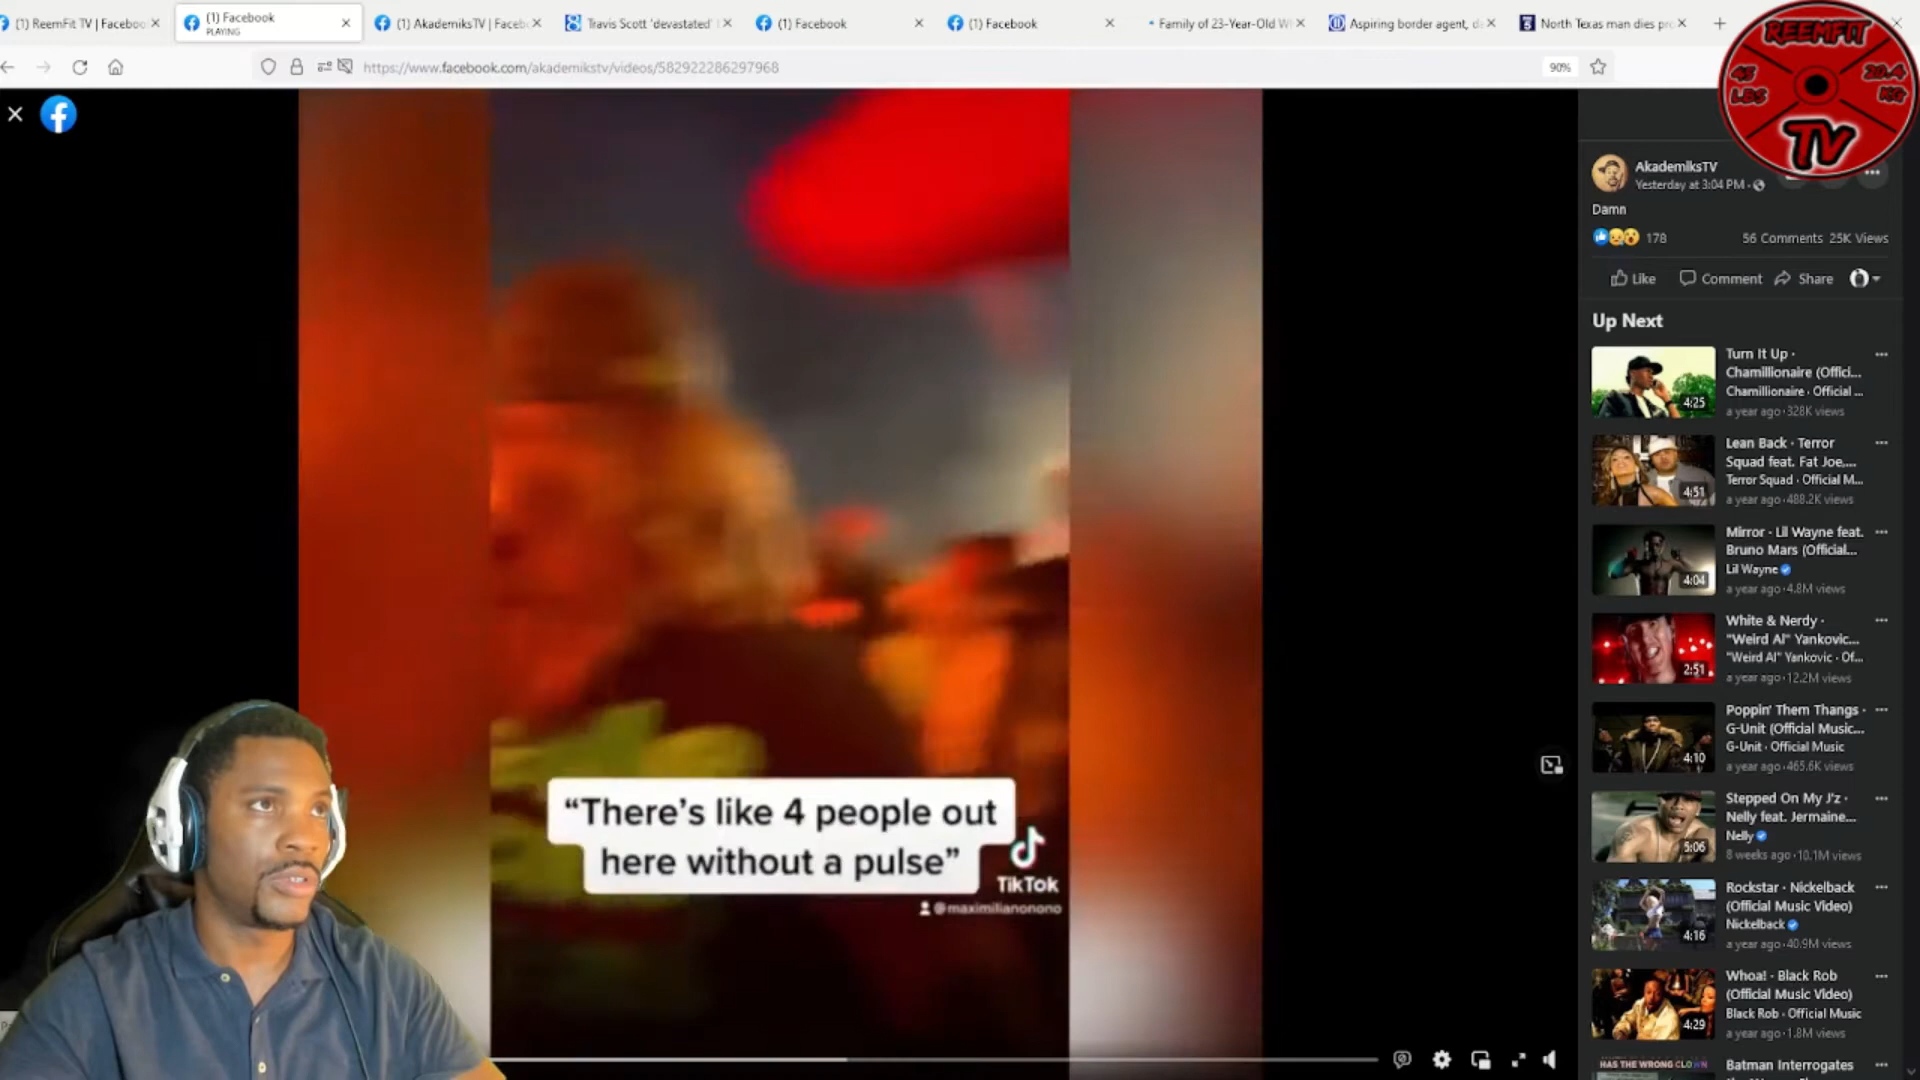 (1) ReemFit TV | Faceboo
(1) Facebook
PLAYING
(1) AkademiksTV | Faceb
Travis Scott 'devastated'
(1) Facebook
(1) Facebook
Family of 23-Year-Old W
Aspiring border agent, d
North Texas man dies pr
https://www.facebook.com/akademikstv/videos/582922286297968
90%
REEMFIT
45 LBS
20.4 KG
TV
AkademiksTV
Yesterday at 3:04 PM
Damn
178
56 Comments 25K Views
Like
Comment
Share
Up Next
Turn It Up ·
Chamillionaire (Offici...
Chamillionaire · Official ...
a year ago · 328K views
4:25
Lean Back · Terror
Squad feat. Fat Joe,...
Terror Squad · Official M...
a year ago · 488.2K views
4:51
Mirror - Lil Wayne feat.
Bruno Mars (Official...
Lil Wayne
a year ago · 4.8M views
4:04
White & Nerdy ·
"Weird Al" Yankovic...
"Weird Al" Yankovic · Of...
a year ago · 12.2M views
2:51
Poppin' Them Thangs ·
G-Unit (Official Music...
G-Unit · Official Music
a year ago · 465.6K views
4:10
Stepped On My J'z ·
Nelly feat. Jermaine...
Nelly
8 weeks ago · 10.1M views
5:06
Rockstar · Nickelback
(Official Music Video)
Nickelback
a year ago · 40.9M views
4:16
Whoa! · Black Rob
(Official Music Video)
Black Rob · Official Music
a year ago · 1.8M views
4:29
HAS THE WRONG CLOWN
Batman Interrogates
“There’s like 4 people out
here without a pulse”
TikTok
@maximilianonono